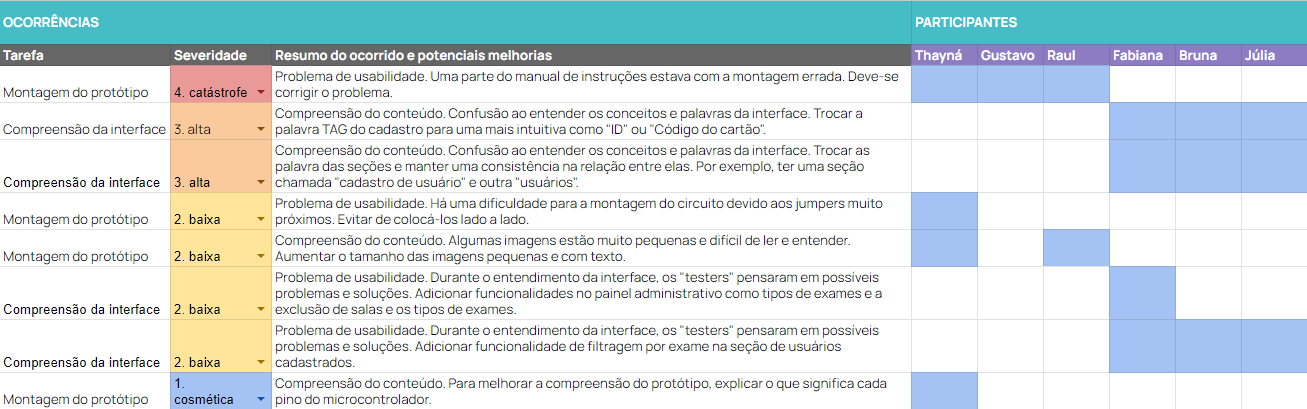 OCORRÊNCIAS PARTICIPANTES
Tarefa Severidade Resumo do ocorrido e potenciais melhorias Thayná Gustavo Raul Fabiana Bruna Júlia
Problema de usabilidade. Uma parte do manual de instruções estava com a montagem errada. Deve-se
Montagem do protótipo 4. catástrofe corrigir o problema.
Compreensão do conteúdo. Confusão ao entender os conceitos e palavras da interface. Trocar a
Compreensão da interface 3. alta palavra TAG do cadastro para uma mais intuitiva como "ID" ou "Código do cartão".
Compreensão do conteúdo. Confusão ao entender os conceitos e palavras da interface. Trocar as
palavra das seções e manter uma consistência na relação entre elas. Por exemplo, ter uma seção
Compreensão da interface 3. alta chamada "cadastro de usuário" e outra "usuários".
Problema de usabilidade. Há uma dificuldade para a montagem do circuito devido aos jumpers muito
Montagem do protótipo 2. baixa próximos. Evitar de colocá-los lado a lado.
Compreensão do conteúdo. Algumas imagens estão muito pequenas e difícil de ler e entender.
Montagem do protótipo 2. baixa Aumentar o tamanho das imagens pequenas e com texto.
Problema de usabilidade. Durante o entendimento da interface, os "testers" pensaram em possíveis
problemas e soluções. Adicionar funcionalidades no painel administrativo como tipos de exames e a
Compreensão da interface 2. baixa exclusão de salas e os tipos de exames.
Problema de usabilidade. Durante o entendimento da interface, os "testers" pensaram em possíveis
problemas e soluções. Adicionar funcionalidade de filtragem por exame na seção de usuários
Compreensão da interface 2. baixa cadastrados.
1.
Montagem do protótipo cosmética Compreensão do conteúdo. Para melhorar a compreensão do protótipo, explicar o que significa cada
pino do microcontrolador.